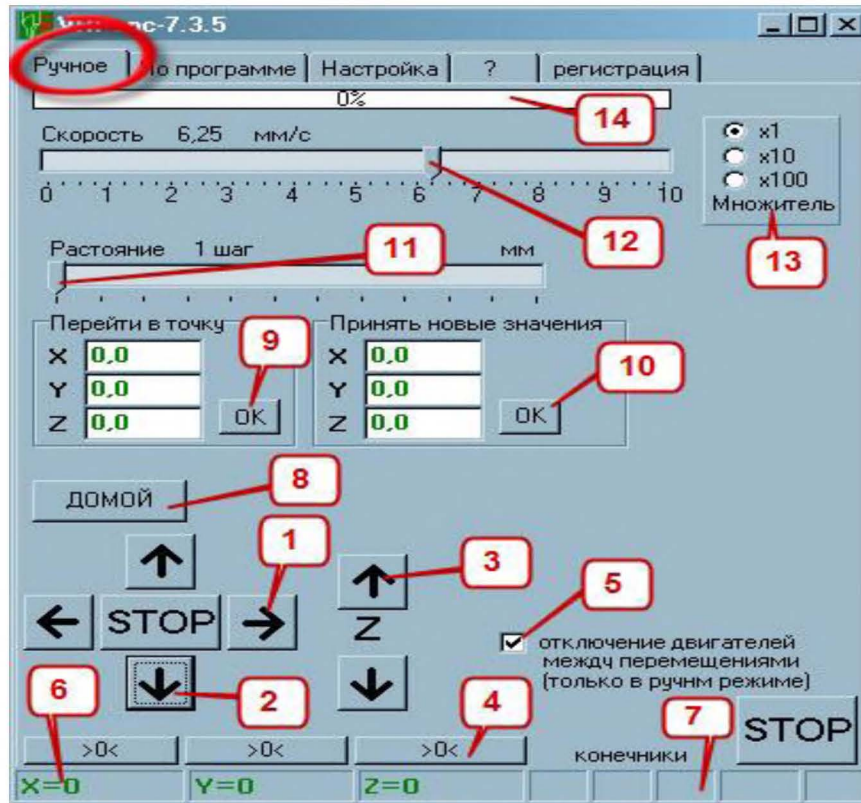 нс-7.3.5
Ручное по программе Настройка ? регистрация
0%
14
Скорость 6,25 мм/с
x1
x10
x100
Множитель
0 1 2 3 4 5 6 7 8 9 10
12
13
Растояние 1 шаг мм
11
Перейти в точку
X 0,0
Y 0,0
Z 0,0
OK
9
Принять новые значения
X 0,0
Y 0,0
Z 0,0
OK
10
ДОМОЙ
8
1
3
5
STOP
Z
отключение двигателей
между перемещениями
(только в ручнм режиме)
6
2
4
7
STOP
>0< >0< >0<
конечники
X=0 Y=0 Z=0